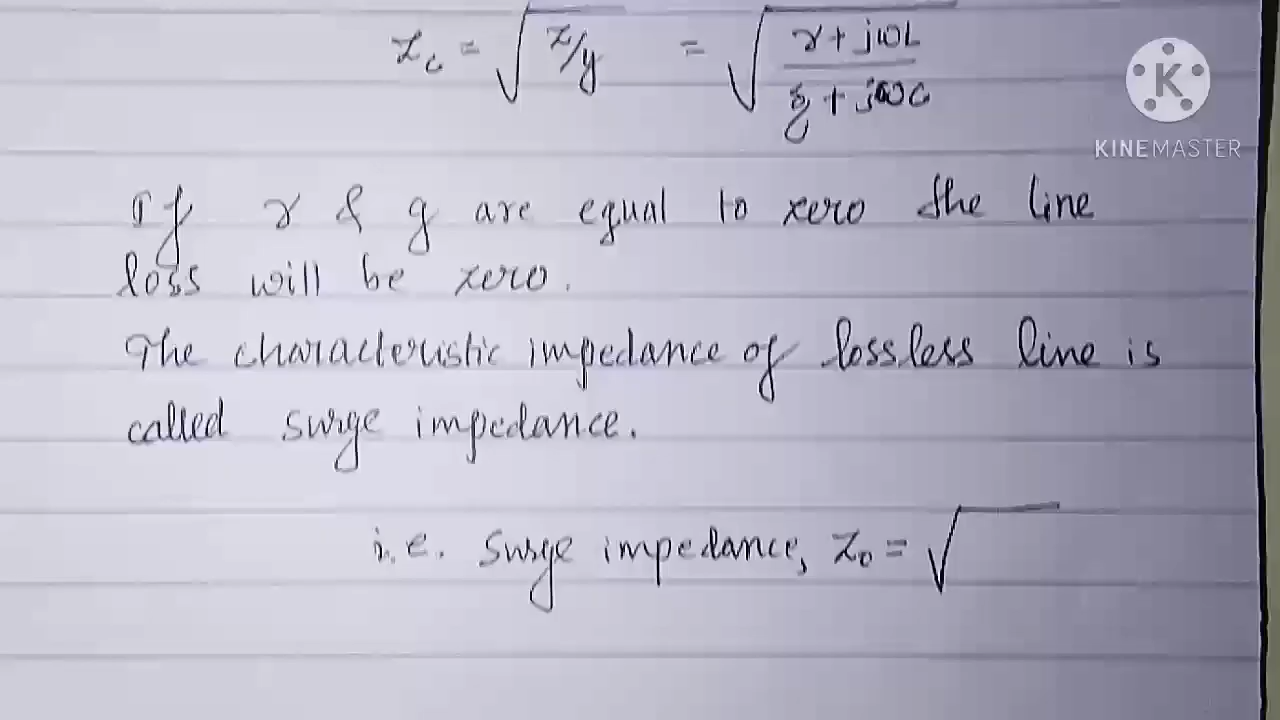 Zc = √z/y = √r + jωL / g + jωc
K
KINEMASTER
If r & g are equal to zero the line
loss will be zero.
The characteristic impedance of lossless line is
called surge impedance.
i.e. surge impedance, Z₀ = √